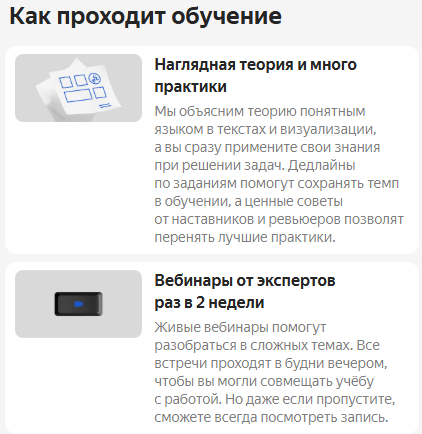 Как проходит обучение
Наглядная теория и много
практики
Мы объясним теорию понятным
языком в текстах и визуализации,
а вы сразу примените свои знания
при решении задач. Дедлайны
по заданиям помогут сохранять темп
в обучении, а ценные советы
от наставников и ревьюеров позволят
перенять лучшие практики.
Вебинары от экспертов
раз в 2 недели
Живые вебинары помогут
разобраться в сложных темах. Все
встречи проходят в будни вечером,
чтобы вы могли совмещать учёбу
с работой. Но даже если пропустите,
сможете всегда посмотреть запись.